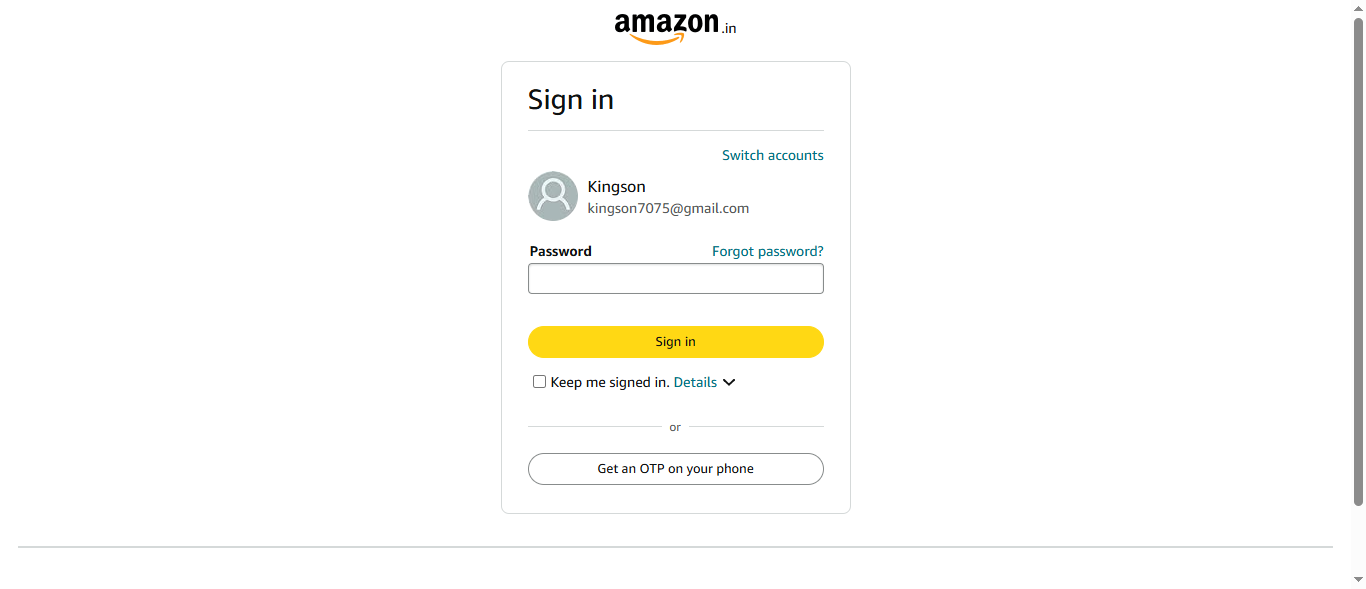 amazon.in
Sign in
Switch accounts
Kingson
kingson7075@gmail.com
Password Forgot password?
Sign in
Keep me signed in. Details
or
Get an OTP on your phone